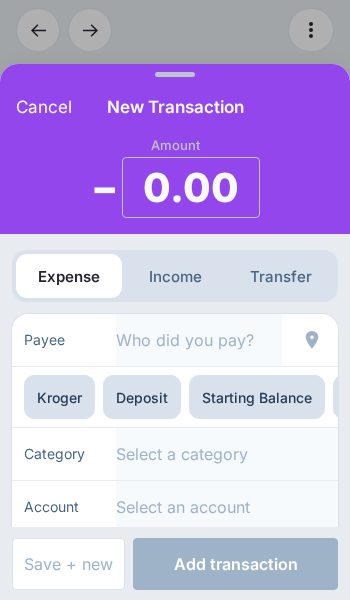 Cancel New Transaction
Amount
– 0.00
Expense Income Transfer
Payee Who did you pay?
Kroger Deposit Starting Balance
Category Select a category
Account Select an account
Save + new Add transaction